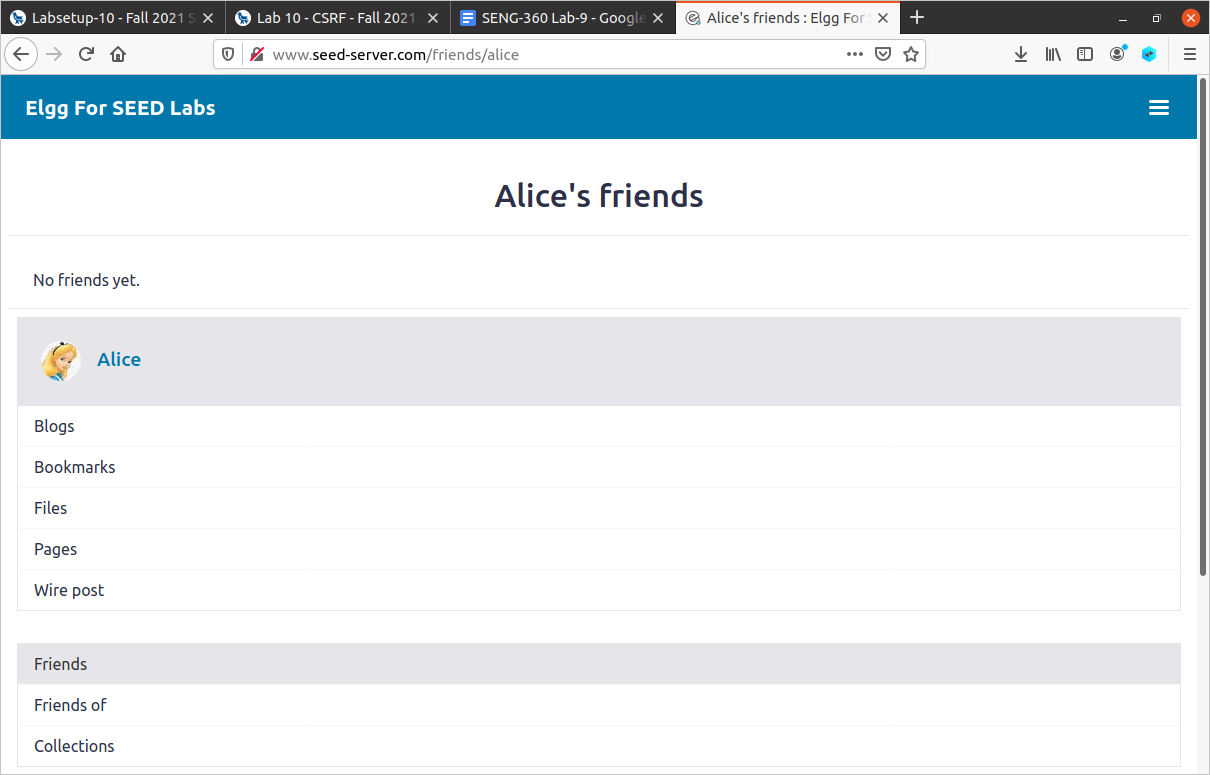 Labsetup-10 - Fall 2021 S
Lab 10 - CSRF - Fall 2021
SENG-360 Lab-9 - Google
Alice's friends : Elgg For S
www.seed-server.com/friends/alice
Elgg For SEED Labs
Alice's friends
No friends yet.
Alice
Blogs
Bookmarks
Files
Pages
Wire post
Friends
Friends of
Collections